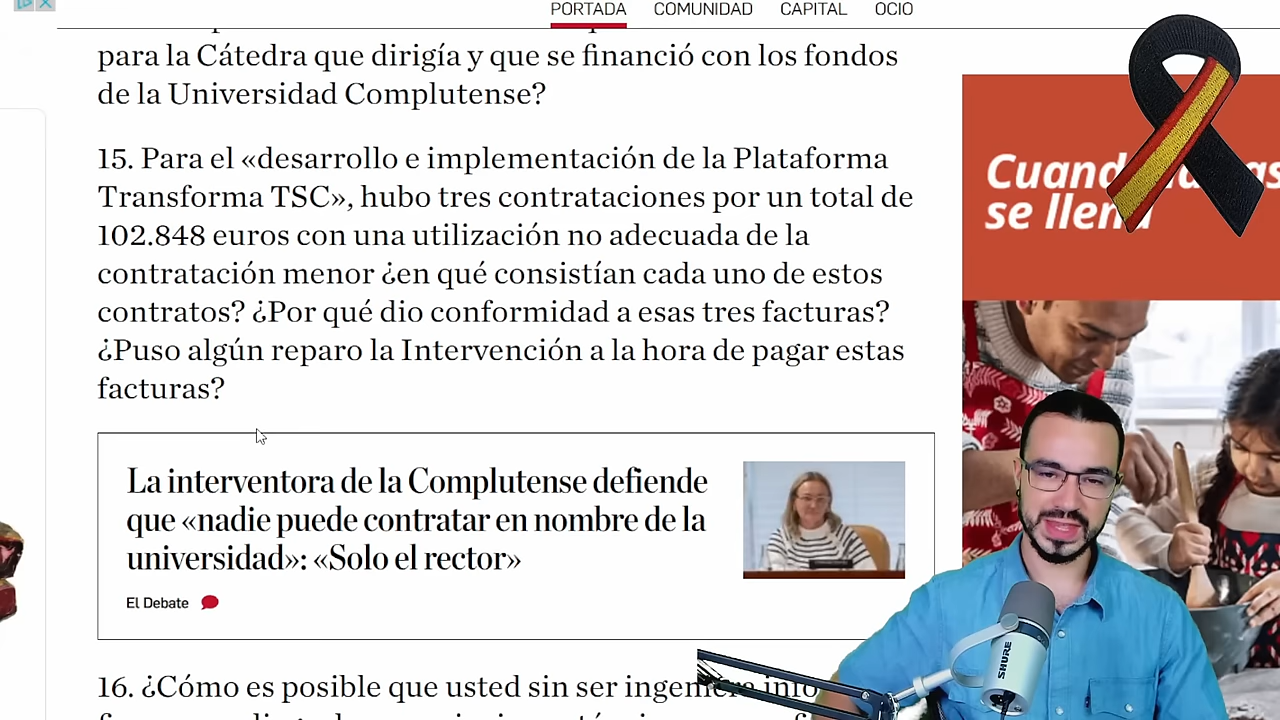 PORTADA COMUNIDAD CAPITAL OCIO
para la Cátedra que dirigía y que se financió con los fondos
de la Universidad Complutense?
15. Para el «desarrollo e implementación de la Plataforma
Transforma TSC», hubo tres contrataciones por un total de
102.848 euros con una utilización no adecuada de la
contratación menor ¿en qué consistían cada uno de estos
contratos? ¿Por qué dio conformidad a esas tres facturas?
¿Puso algún reparo la Intervención a la hora de pagar estas
facturas?
La interventora de la Complutense defiende
que «nadie puede contratar en nombre de la
universidad»: «Solo el rector»
El Debate
16. ¿Cómo es posible que usted sin ser
se
SHURE